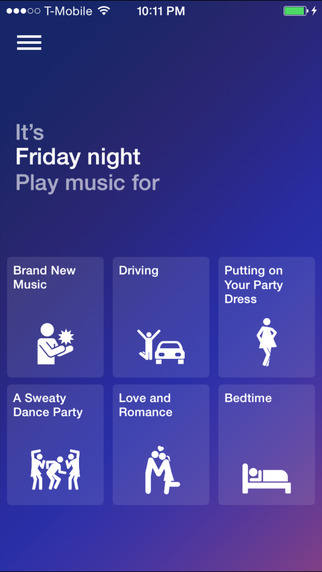 T-Mobile 10:11 PM
It's
Friday night
Play music for
Brand New
Music
Driving
Putting on
Your Party
Dress
A Sweaty
Dance Party
Love and
Romance
Bedtime